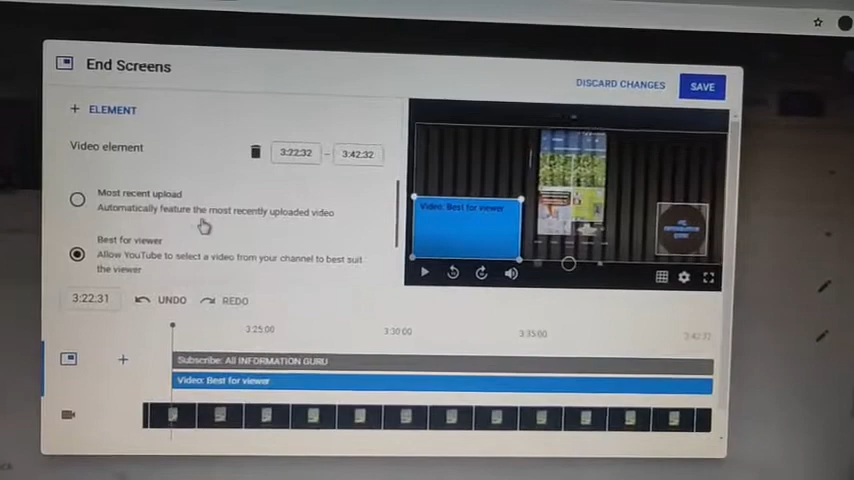 End Screens
DISCARD CHANGES
SAVE
+ ELEMENT
Video element
3:22:32 – 3:42:32
Most recent upload
Automatically feature the most recently uploaded video
Best for viewer
Allow YouTube to select a video from your channel to best suit
the viewer
Video: Best for viewer
3:22.31
UNDO
REDO
3:25:00
3:30:00
3:35:00
3:42:32
Subscribe: All INFORMATION GURU
Video: Best for viewer